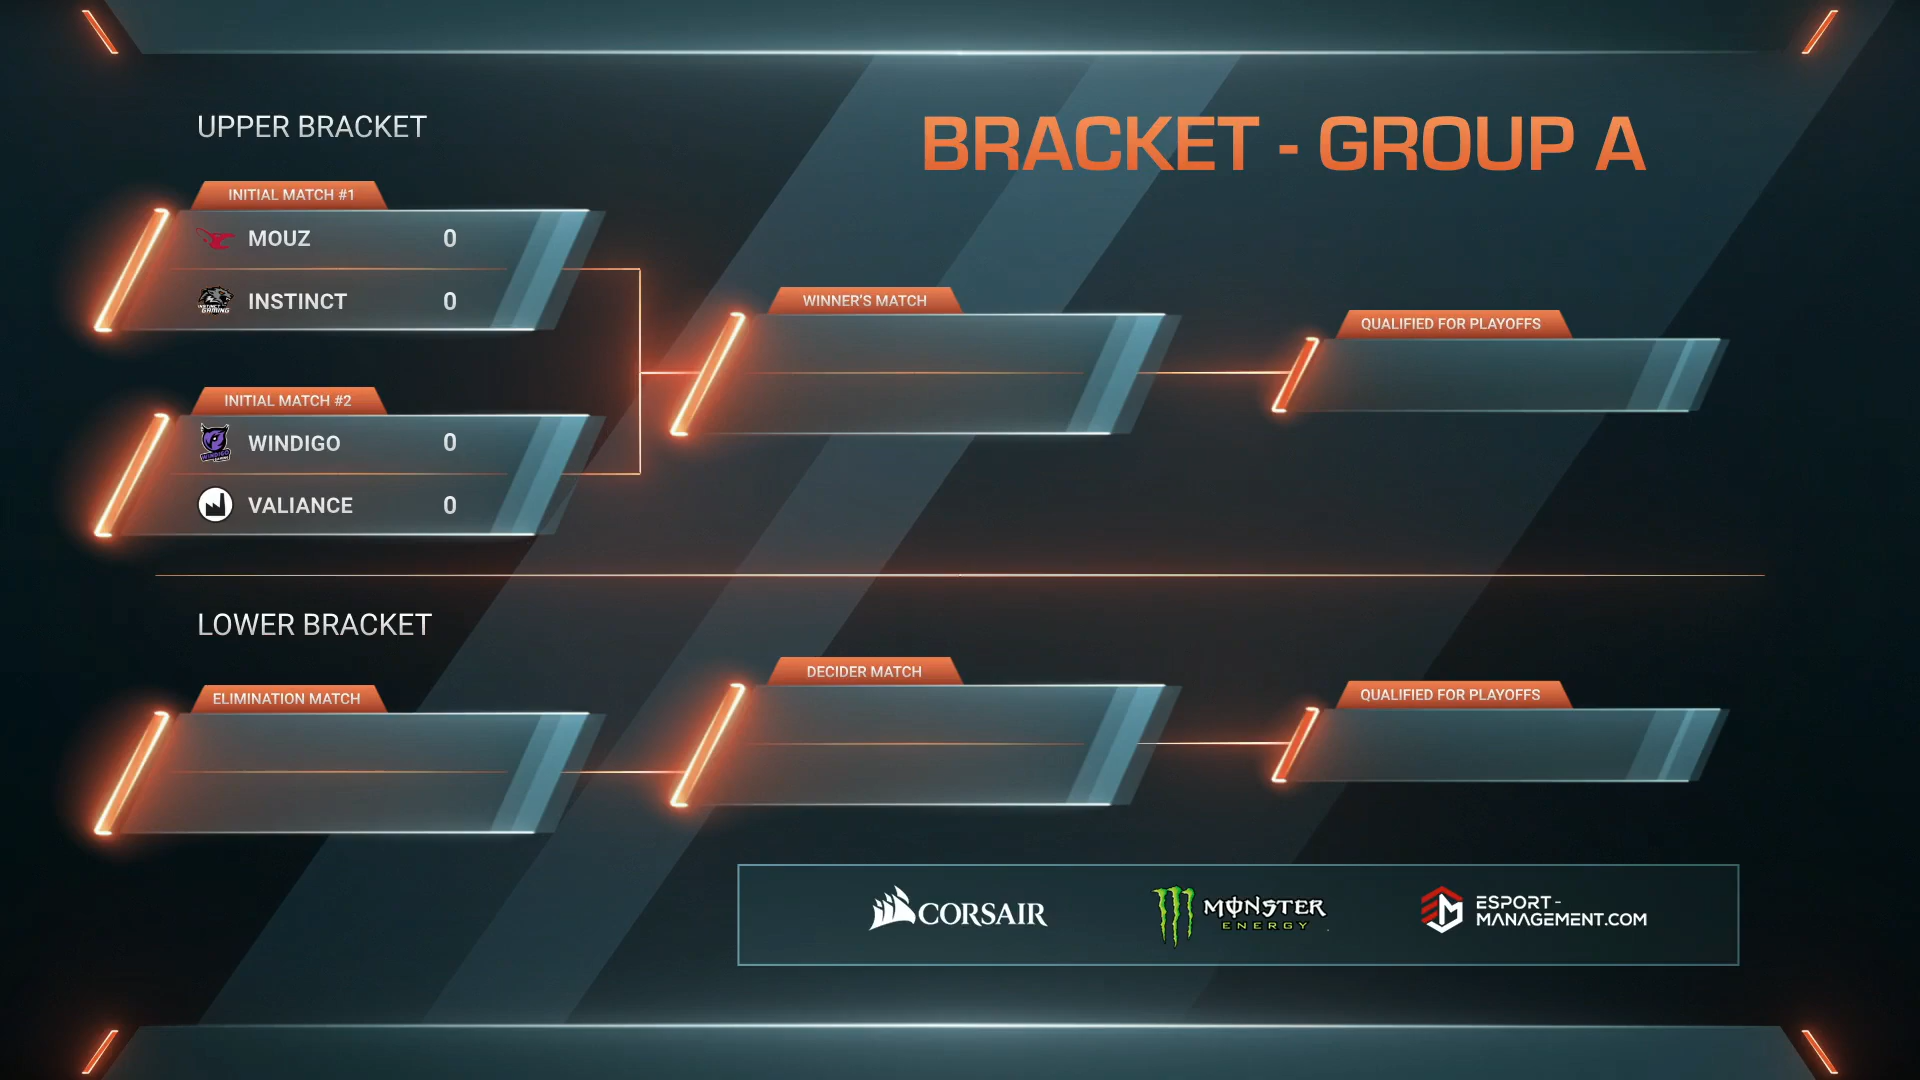 UPPER BRACKET
BRACKET - GROUP A
INITIAL MATCH #1
MOUZ 0
INSTINCT 0
INITIAL MATCH #2
WINDIGO 0
VALIANCE 0
WINNER'S MATCH
QUALIFIED FOR PLAYOFFS
LOWER BRACKET
ELIMINATION MATCH
DECIDER MATCH
QUALIFIED FOR PLAYOFFS
CORSAIR
MONSTER
ENERGY
ESPORT-
MANAGEMENT.COM